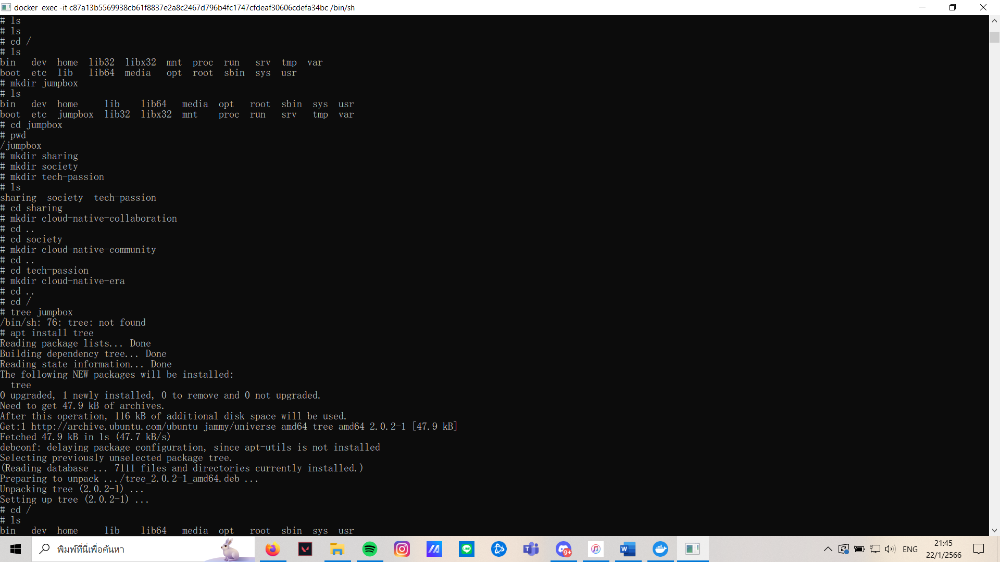 docker  exec -it c87a13b5569938cb61f8837e2a8c2467d796b4fc1747cfdeaf30606cdefa34bc /bin/sh
# ls
# ls
# cd /
# ls
bin   dev  home  lib32  libx32  mnt  proc  run   srv  tmp  var
boot  etc  lib   lib64  media   opt  root  sbin  sys  usr
# mkdir jumpbox
# ls
bin   dev  home     lib    lib64   media  opt   root  sbin  sys  usr
boot  etc  jumpbox  lib32  libx32  mnt    proc  run   srv   tmp  var
# cd jumpbox
# pwd
/jumpbox
# mkdir sharing
# mkdir society
# mkdir tech-passion
# ls
sharing  society  tech-passion
# cd sharing
# mkdir cloud-native-collaboration
# cd ..
# cd society
# mkdir cloud-native-community
# cd ..
# cd tech-passion
# mkdir cloud-native-era
# cd ..
# cd /
# tree jumpbox
/bin/sh: 76: tree: not found
# apt install tree
Reading package lists... Done
Building dependency tree... Done
Reading state information... Done
The following NEW packages will be installed:
  tree
0 upgraded, 1 newly installed, 0 to remove and 0 not upgraded.
Need to get 47.9 kB of archives.
After this operation, 116 kB of additional disk space will be used.
Get:1 http://archive.ubuntu.com/ubuntu jammy/universe amd64 tree amd64 2.0.2-1 [47.9 kB]
Fetched 47.9 kB in 1s (47.7 kB/s)
debconf: delaying package configuration, since apt-utils is not installed
Selecting previously unselected package tree.
(Reading database ... 7111 files and directories currently installed.)
Preparing to unpack .../tree_2.0.2-1_amd64.deb ...
Unpacking tree (2.0.2-1) ...
Setting up tree (2.0.2-1) ...
# cd /
# ls
bin   dev  home     lib    lib64   media  opt   root  sbin  sys  usr
พิมพ์ที่นี่เพื่อค้นหา
LINE
9+
ENG
21:45
22/1/2566